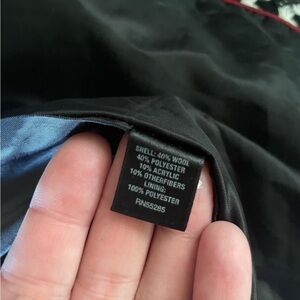 SHELL: 40% WOOL
40% POLYESTER
10% ACRYLIC
10% OTHERFIBERS
LINING:
100% POLYESTER
RN55285